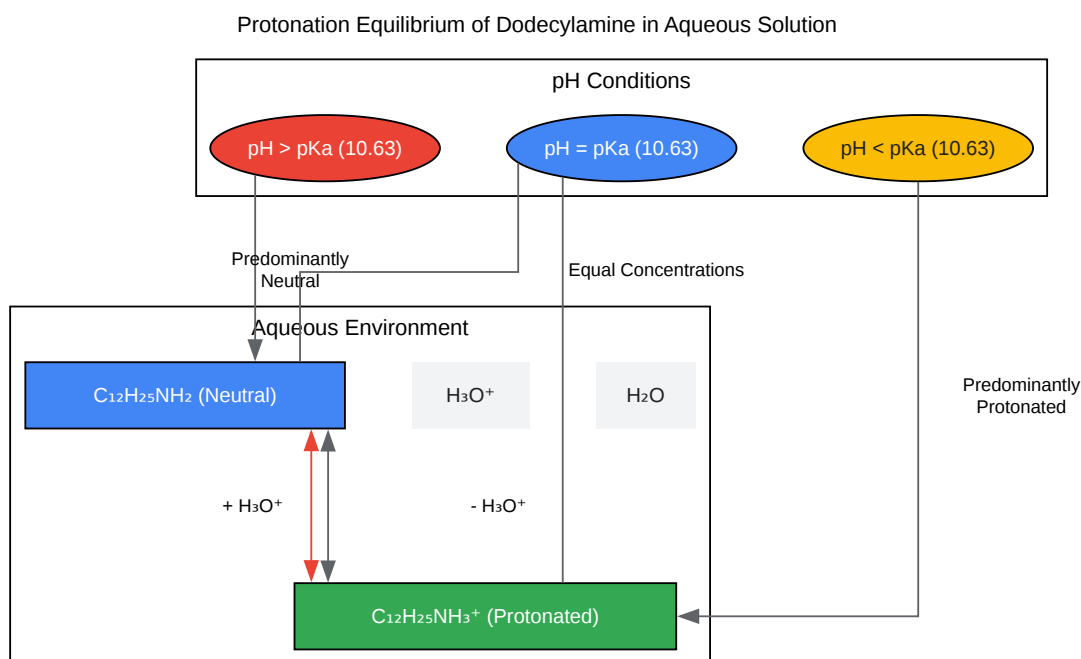 Protonation Equilibrium of Dodecylamine in Aqueous Solution
pH Conditions
pH > pKa (10.63)
pH = pKa (10.63)
pH < pKa (10.63)
Predominantly
Neutral
Equal Concentrations
Aqueous Environment
C₁₂H₂₅NH₂ (Neutral)
H₃O⁺
H₂O
Predominantly
Protonated
+ H₃O⁺
- H₃O⁺
C₁₂H₂₅NH₃⁺ (Protonated)